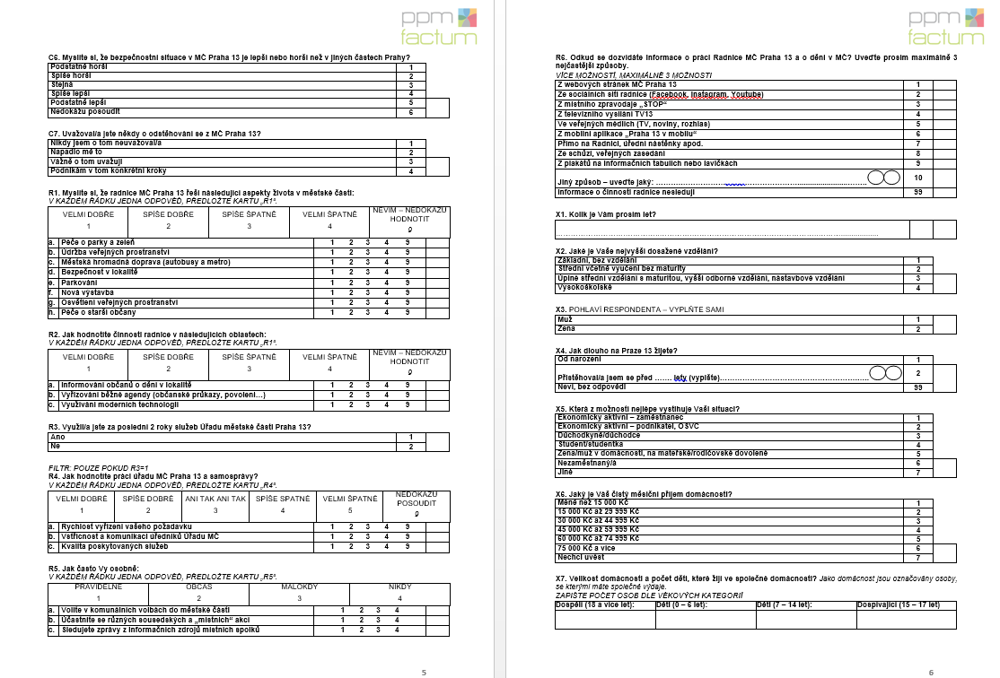 ppm
factum
C6. Myslíte si, že bezpečnostní situace v MČ Praha 13 je lepší nebo horší než v jiných částech Prahy?
Podstatně horší 1
Spíše horší 2
Stejná 3
Spíše lepší 4
Podstatně lepší 5
Nedokážu posoudit 6
C7. Uvažoval/a jste někdy o odstěhování se z MČ Praha 13?
Nikdy jsem o tom neuvažoval/a 1
Napadlo mě to 2
Vážně o tom uvažuji 3
Podnikám v tom konkrétní kroky 4
R1. Myslíte si, že radnice MČ Praha 13 řeší následující aspekty života v městské části:
V KAŽDÉM ŘÁDKU JEDNA ODPOVĚĎ, PŘEDLOŽTE KARTU „R1“.
VELMI DOBŘE SPÍŠE DOBŘE SPÍŠE ŠPATNĚ VELMI ŠPATNĚ NEVÍM – NEDOKÁŽU HODNOTIT
1 2 3 4 9
a. Péče o parky a zeleň 1 2 3 4 9
b. Údržba veřejných prostranství 1 2 3 4 9
c. Městská hromadná doprava (autobusy a metro) 1 2 3 4 9
d. Bezpečnost v lokalitě 1 2 3 4 9
e. Parkování 1 2 3 4 9
f. Nová výstavba 1 2 3 4 9
g. Osvětlení veřejných prostranství 1 2 3 4 9
h. Péče o starší občany 1 2 3 4 9
R2. Jak hodnotíte činnosti radnice v následujících oblastech:
V KAŽDÉM ŘÁDKU JEDNA ODPOVĚĎ, PŘEDLOŽTE KARTU „R1“.
VELMI DOBŘE SPÍŠE DOBŘE SPÍŠE ŠPATNĚ VELMI ŠPATNĚ NEVÍM – NEDOKÁŽU HODNOTIT
1 2 3 4 9
a. Informování občanů o dění v lokalitě 1 2 3 4 9
b. Vyřizování běžné agendy (občanské průkazy, povolení…) 1 2 3 4 9
c. Využívání moderních technologií 1 2 3 4 9
R3. Využil/a jste za poslední 2 roky služeb Úřadu městské části Praha 13?
Ano 1
Ne 2
FILTR: POUZE POKUD R3=1
R4. Jak hodnotíte práci úřadu MČ Praha 13 a samosprávy?
V KAŽDÉM ŘÁDKU JEDNA ODPOVĚĎ, PŘEDLOŽTE KARTU „R4“.
VELMI DOBRÉ SPÍŠE DOBRÉ ANI TAK ANI TAK SPÍŠE ŠPATNÉ VELMI ŠPATNÉ NEDOKÁŽU POSOUDIT
1 2 3 4 5 9
a. Rychlost vyřízení vašeho požadavku 1 2 3 4 9
b. Vstřícnost a komunikaci úředníků Úřadu MČ 1 2 3 4 9
c. Kvalita poskytovaných služeb 1 2 3 4 9
R5. Jak často Vy osobně:
V KAŽDÉM ŘÁDKU JEDNA ODPOVĚĎ, PŘEDLOŽTE KARTU „R5“.
PRAVIDELNĚ OBČAS MÁLOKDY NIKDY
1 2 3 4
a. Volíte v komunálních volbách do městské části 1 2 3 4
b. Účastníte se různých sousedských a „místních“ akcí 1 2 3 4
c. Sledujete zprávy z informačních zdrojů místních spolků 1 2 3 4
5
ppm
factum
R6. Odkud se dozvídáte informace o práci Radnice MČ Praha 13 a o dění v MČ? Uveďte prosím maximálně 3
nejčastější způsoby.
VÍCE MOŽNOSTÍ, MAXIMÁLNĚ 3 MOŽNOSTI
Z webových stránek MČ Praha 13 1
Ze sociálních sítí radnice (Facebook, Instagram, Youtube) 2
Z místního zpravodaje „STOP“ 3
Z televizního vysílání TV13 4
Ve veřejných médiích (TV, noviny, rozhlas) 5
Z mobilní aplikace „Praha 13 v mobilu“ 6
Přímo na Radnici, úřední nástěnky apod. 7
Ze schůzí, veřejných zasedání 8
Z plakátů na informačních tabulích nebo lavičkách 9
Jiný způsob – uveďte jaký: …………………………………………………… 10
Informace o činnosti radnice nesleduji 99
X1. Kolik je Vám prosím let?
……………………………………………………………………………………
X2. Jaké je Vaše nejvyšší dosažené vzdělání?
Základní, bez vzdělání 1
Střední včetně vyučení bez maturity 2
Úplné střední vzdělání s maturitou, vyšší odborné vzdělání, nástavbové vzdělání 3
Vysokoškolské 4
X3. POHLAVÍ RESPONDENTA – VYPLŇTE SAMI
Muž 1
Žena 2
X4. Jak dlouho na Praze 13 žijete?
Od narození 1
Přistěhoval/a jsem se před ……. lety (vypište)…………………………………… 2
Neví, bez odpovědi 99
X5. Která z možností nejlépe vystihuje Vaši situaci?
Ekonomicky aktivní – zaměstnanec 1
Ekonomicky aktivní – podnikatel, OSVČ 2
Důchodkyně/důchodce 3
Student/studentka 4
Žena/muž v domácnosti, na mateřské/rodičovské dovolené 5
Nezaměstnaný/á 6
Jiné 7
X6. Jaký je Váš čistý měsíční příjem domácnosti?
Méně než 15 000 Kč 1
15 000 Kč až 29 999 Kč 2
30 000 Kč až 44 999 Kč 3
45 000 Kč až 59 999 Kč 4
60 000 Kč až 74 999 Kč 5
75 000 Kč a více 6
Nechci uvést 7
X7. Velikost domácnosti a počet dětí, které žijí ve společné domácnosti? Jako domácnost jsou označovány osoby,
se kterými máte společné výdaje.
ZAPIŠTE POČET OSOB DLE VĚKOVÝCH KATEGORIÍ
Dospělí (18 a více let): Děti (0 – 6 let): Děti (7 – 14 let): Dospívající (15 – 17 let)
6